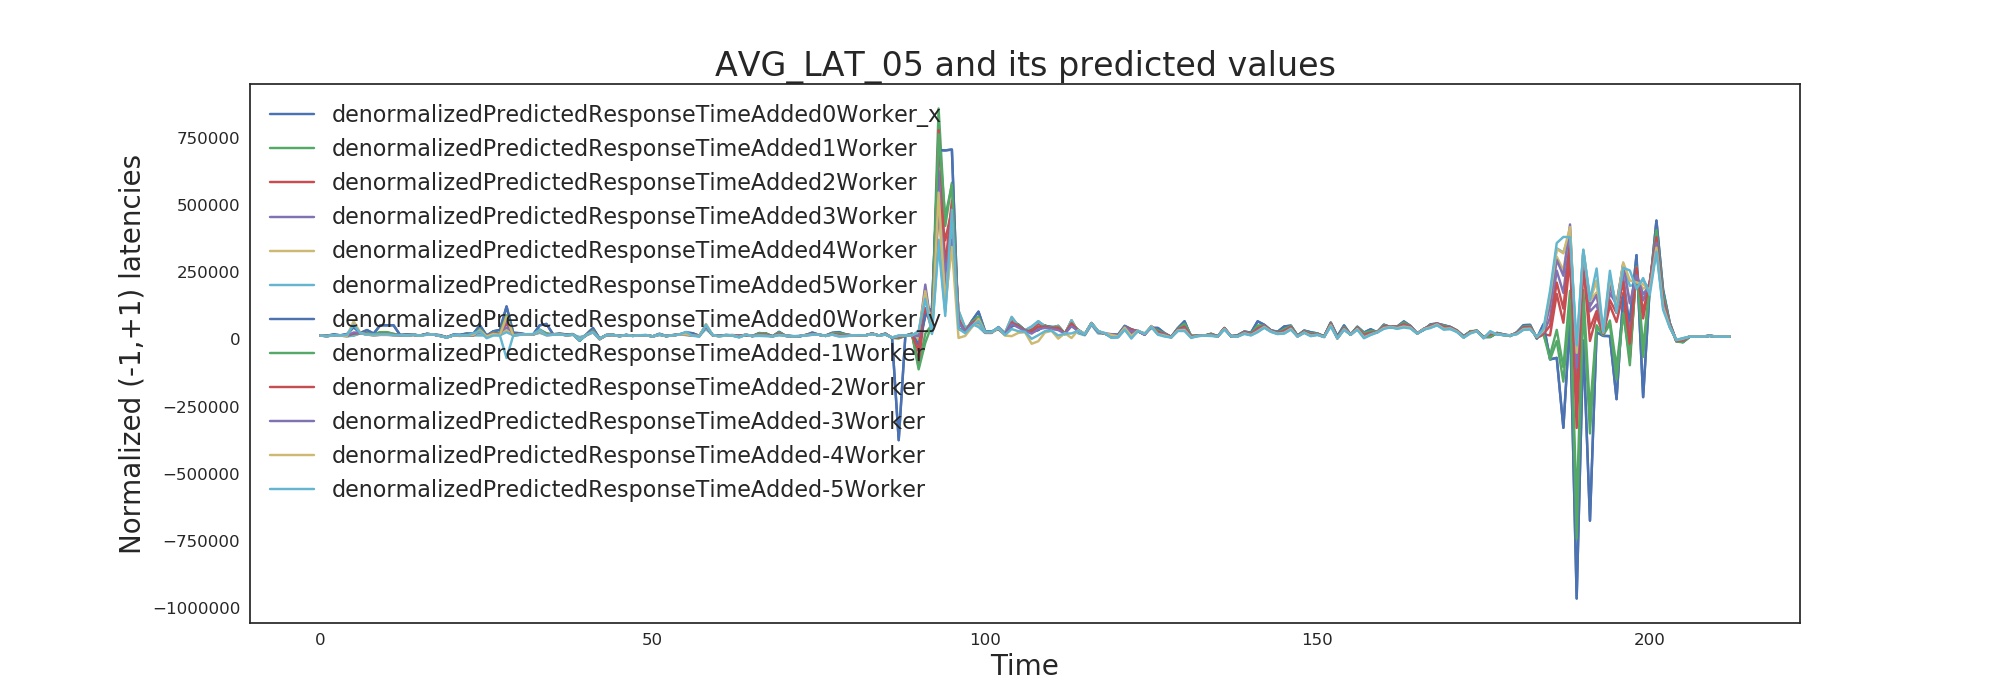 AVG_LAT_05 and its predicted values
denormalizedPredictedResponseTimeAdded0Worker_x
denormalizedPredictedResponseTimeAdded1Worker
denormalizedPredictedResponseTimeAdded2Worker
denormalizedPredictedResponseTimeAdded3Worker
denormalizedPredictedResponseTimeAdded4Worker
denormalizedPredictedResponseTimeAdded5Worker
denormalizedPredictedResponseTimeAdded0Worker_y
denormalizedPredictedResponseTimeAdded-1Worker
denormalizedPredictedResponseTimeAdded-2Worker
denormalizedPredictedResponseTimeAdded-3Worker
denormalizedPredictedResponseTimeAdded-4Worker
denormalizedPredictedResponseTimeAdded-5Worker
Normalized (-1,+1) latencies
750000
500000
250000
0
−250000
−500000
−750000
−1000000
0 50 100 150 200
Time